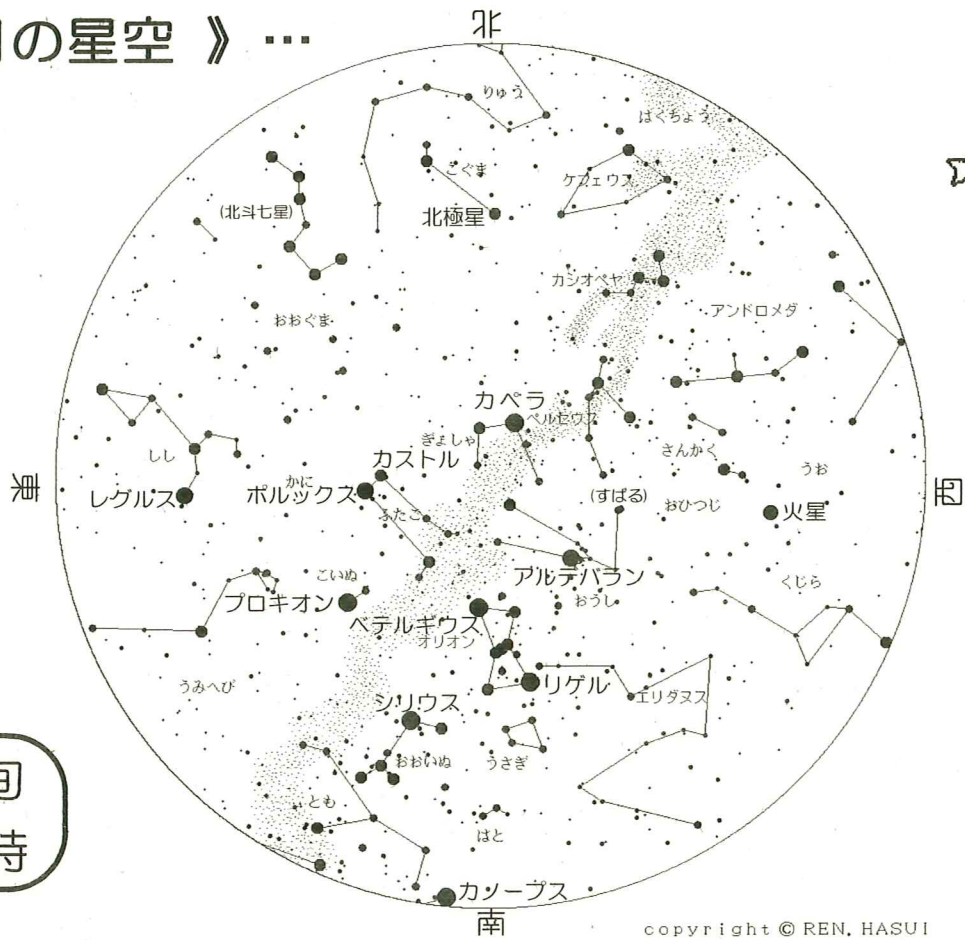 の星空 》…
北
りゅう
はくちょう
こぐま
ケフェウス
(北斗七星)
北極星
カシオペヤ
アンドロメダ
おおぐま
カペラ
ペルセウス
ぎょしゃ
さんかく
しし
カストル
うお
東
かに
レグルス
ポルックス
(すばる)
おひつじ
西
ふたご
火星
アルデバラン
こいぬ
くじら
プロキオン
おうし
ベテルギウス
オリオン
うみへび
リゲル
エリダヌス
シリウス
おおいぬ
うさぎ
旬
とも
はと
時
カノープス
南
copyright © REN. HASUI